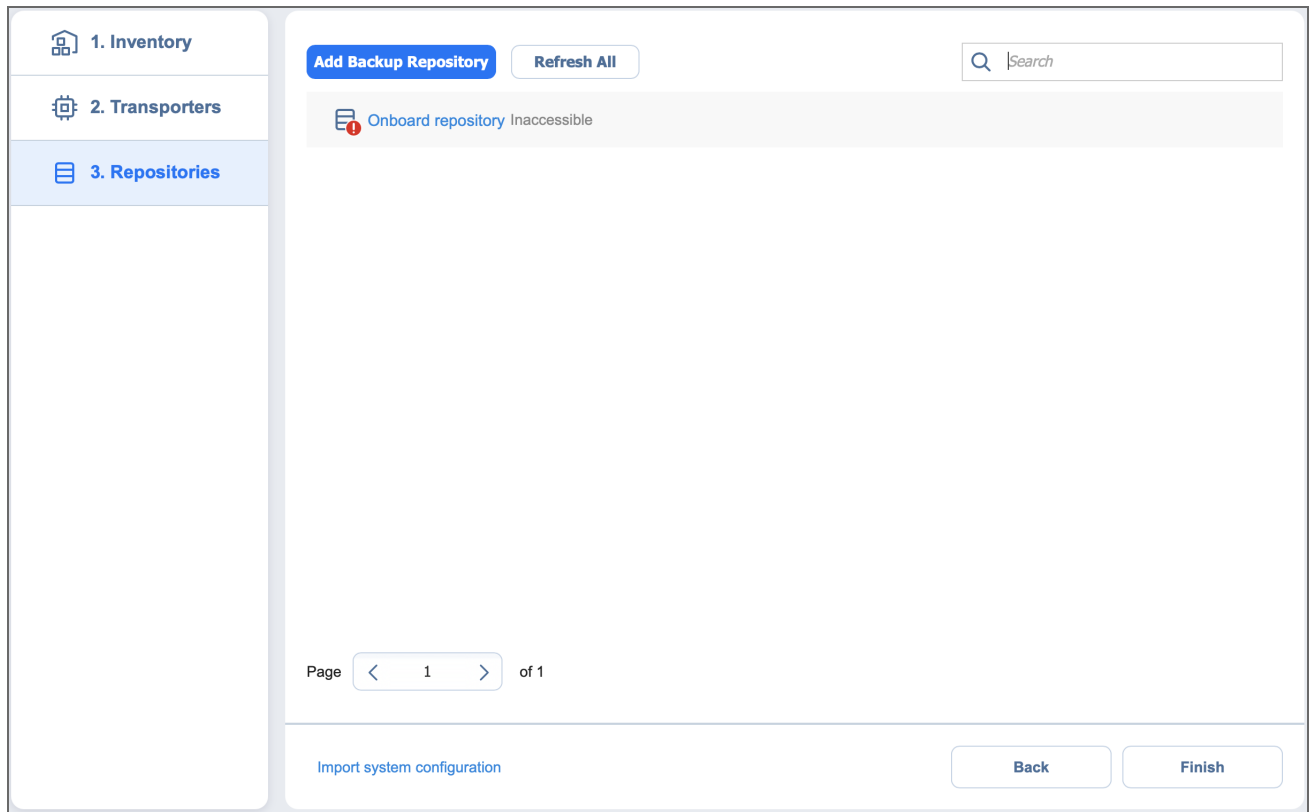 1. Inventory
2. Transporters
3. Repositories
Add Backup Repository
Refresh All
Search
Onboard repository Inaccessible
Page 1 of 1
Import system configuration
Back
Finish